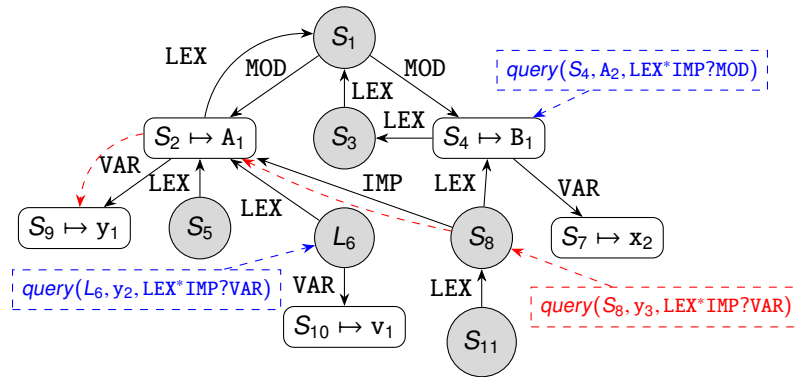 S1
LEX
MOD
MOD
query(S4, A2, LEX*IMP?MOD)
LEX
S2 ↦ A1
S3
LEX
S4 ↦ B1
VAR
LEX
IMP
LEX
LEX
VAR
S9 ↦ y1
S5
L6
S8
S7 ↦ x2
query(L6, y2, LEX*IMP?VAR)
VAR
LEX
query(S8, y3, LEX*IMP?VAR)
S10 ↦ v1
S11